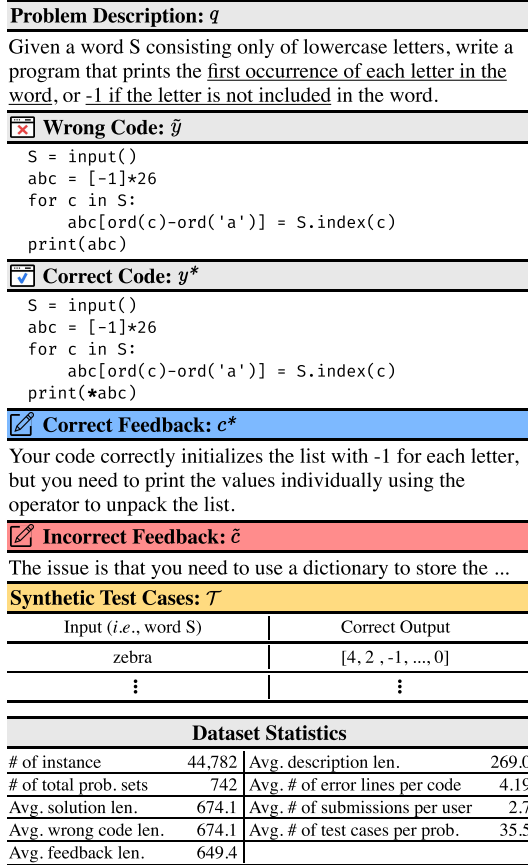 Problem Description: q
Given a word S consisting only of lowercase letters, write a
program that prints the first occurrence of each letter in the
word, or -1 if the letter is not included in the word.
Wrong Code: ỹ
S = input()
abc = [-1]*26
for c in S:
    abc[ord(c)-ord('a')] = S.index(c)
print(abc)
Correct Code: y*
S = input()
abc = [-1]*26
for c in S:
    abc[ord(c)-ord('a')] = S.index(c)
print(*abc)
Correct Feedback: c*
Your code correctly initializes the list with -1 for each letter,
but you need to print the values individually using the
operator to unpack the list.
Incorrect Feedback: c̃
The issue is that you need to use a dictionary to store the ...
Synthetic Test Cases: 𝒯
Input (i.e., word S) Correct Output
zebra [4, 2 , -1, ..., 0]
⋮ ⋮
Dataset Statistics
# of instance 44,782 Avg. description len. 269.0
# of total prob. sets 742 Avg. # of error lines per code 4.19
Avg. solution len. 674.1 Avg. # of submissions per user 2.7
Avg. wrong code len. 674.1 Avg. # of test cases per prob. 35.5
Avg. feedback len. 649.4